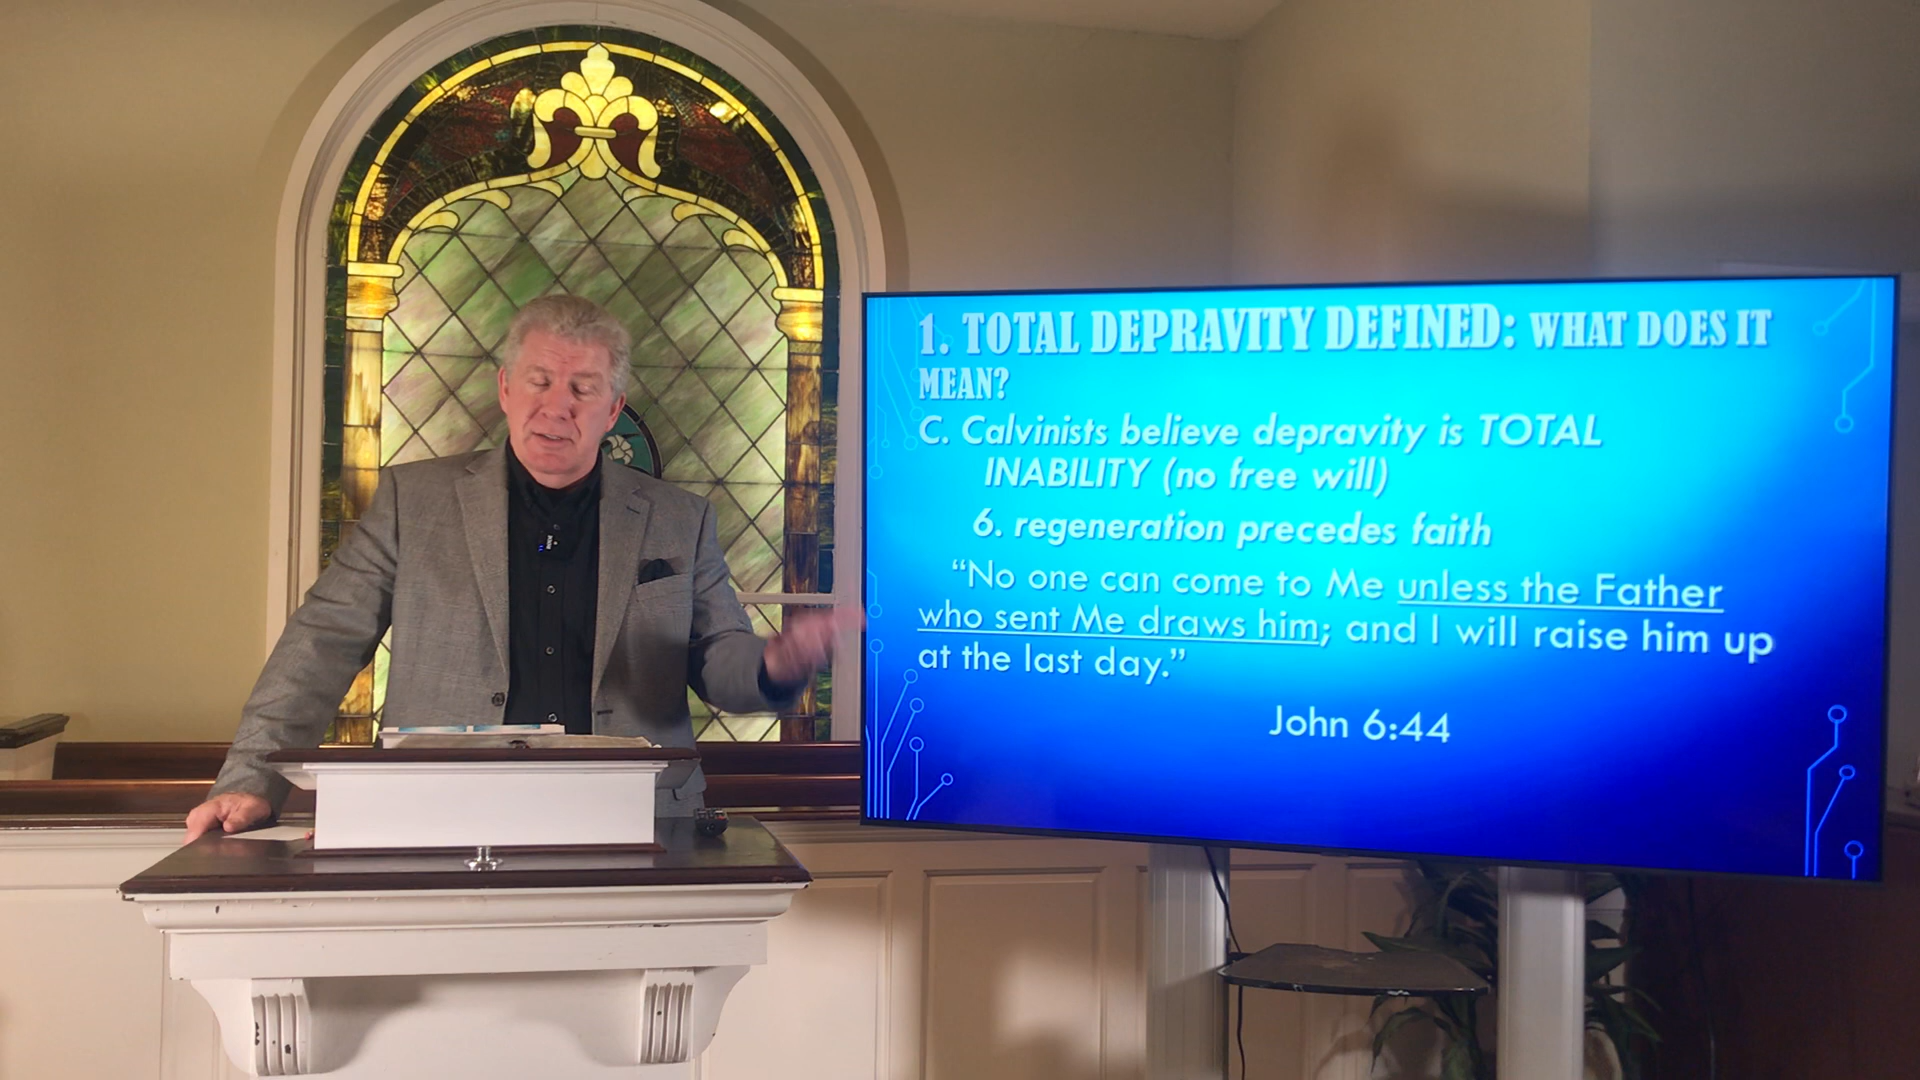 1. TOTAL DEPRAVITY DEFINED: WHAT DOES IT
MEAN?
C. Calvinists believe depravity is TOTAL
INABILITY (no free will)
6. regeneration precedes faith
“No one can come to Me unless the Father
who sent Me draws him; and I will raise him up
at the last day.”
John 6:44